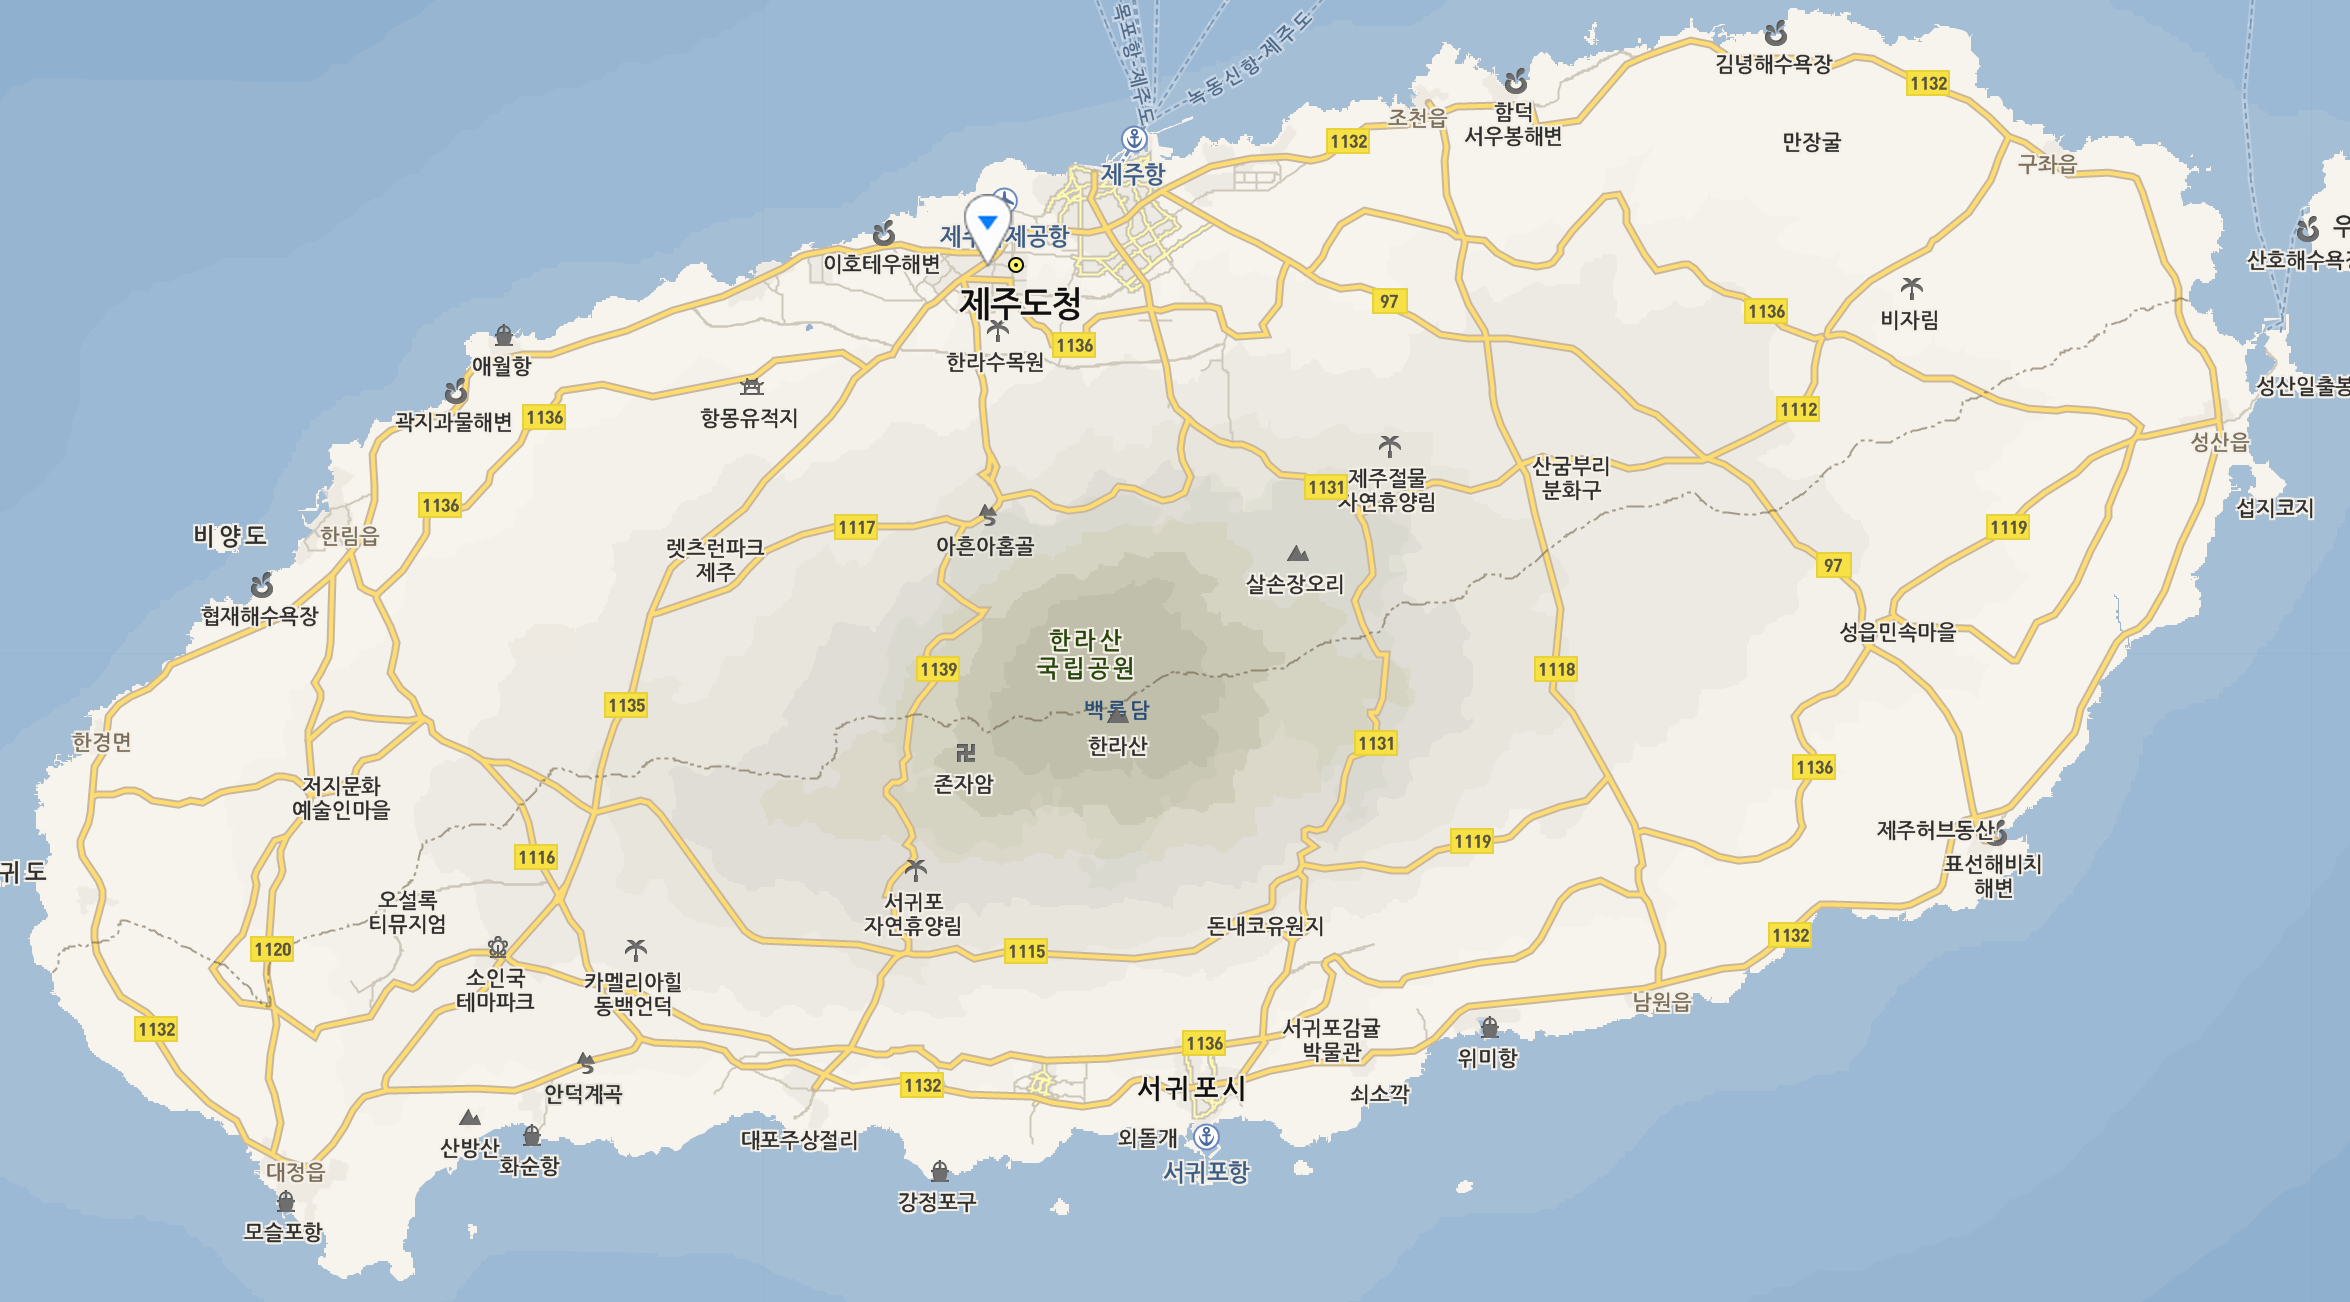 목포항-제주도
녹동신항-제주도
김녕해수욕장
1132
함덕
서우봉해변
조천읍
1132
만장굴
구좌읍
제주항
이호테우해변
산호해수욕장
제주도청
97
1136
비자림
1136
한라수목원
애월항
성산일출봉
곽지과물해변
1136
항몽유적지
1112
성산읍
1136
1131
제주절물
자연휴양림
산굼부리
분화구
섭지코지
비양도
한림읍
1117
아흔아홉골
1119
렛츠런파크
제주
살손장오리
97
협재해수욕장
성읍민속마을
한라산
국립공원
1139
1118
1135
백록담
한라산
1131
한경면
존자암
1136
저지문화
예술인마을
제주허브동산
1119
1116
표선해비치
해변
귀도
오설록
티뮤지엄
서귀포
자연휴양림
돈내코유원지
1132
1120
1115
소인국
테마파크
카멜리아힐
동백언덕
남원읍
1132
1136
서귀포감귤
박물관
위미항
1132
서귀포시
안덕계곡
쇠소깍
산방산
화순항
대포주상절리
외돌개
서귀포항
대정읍
강정포구
모슬포항